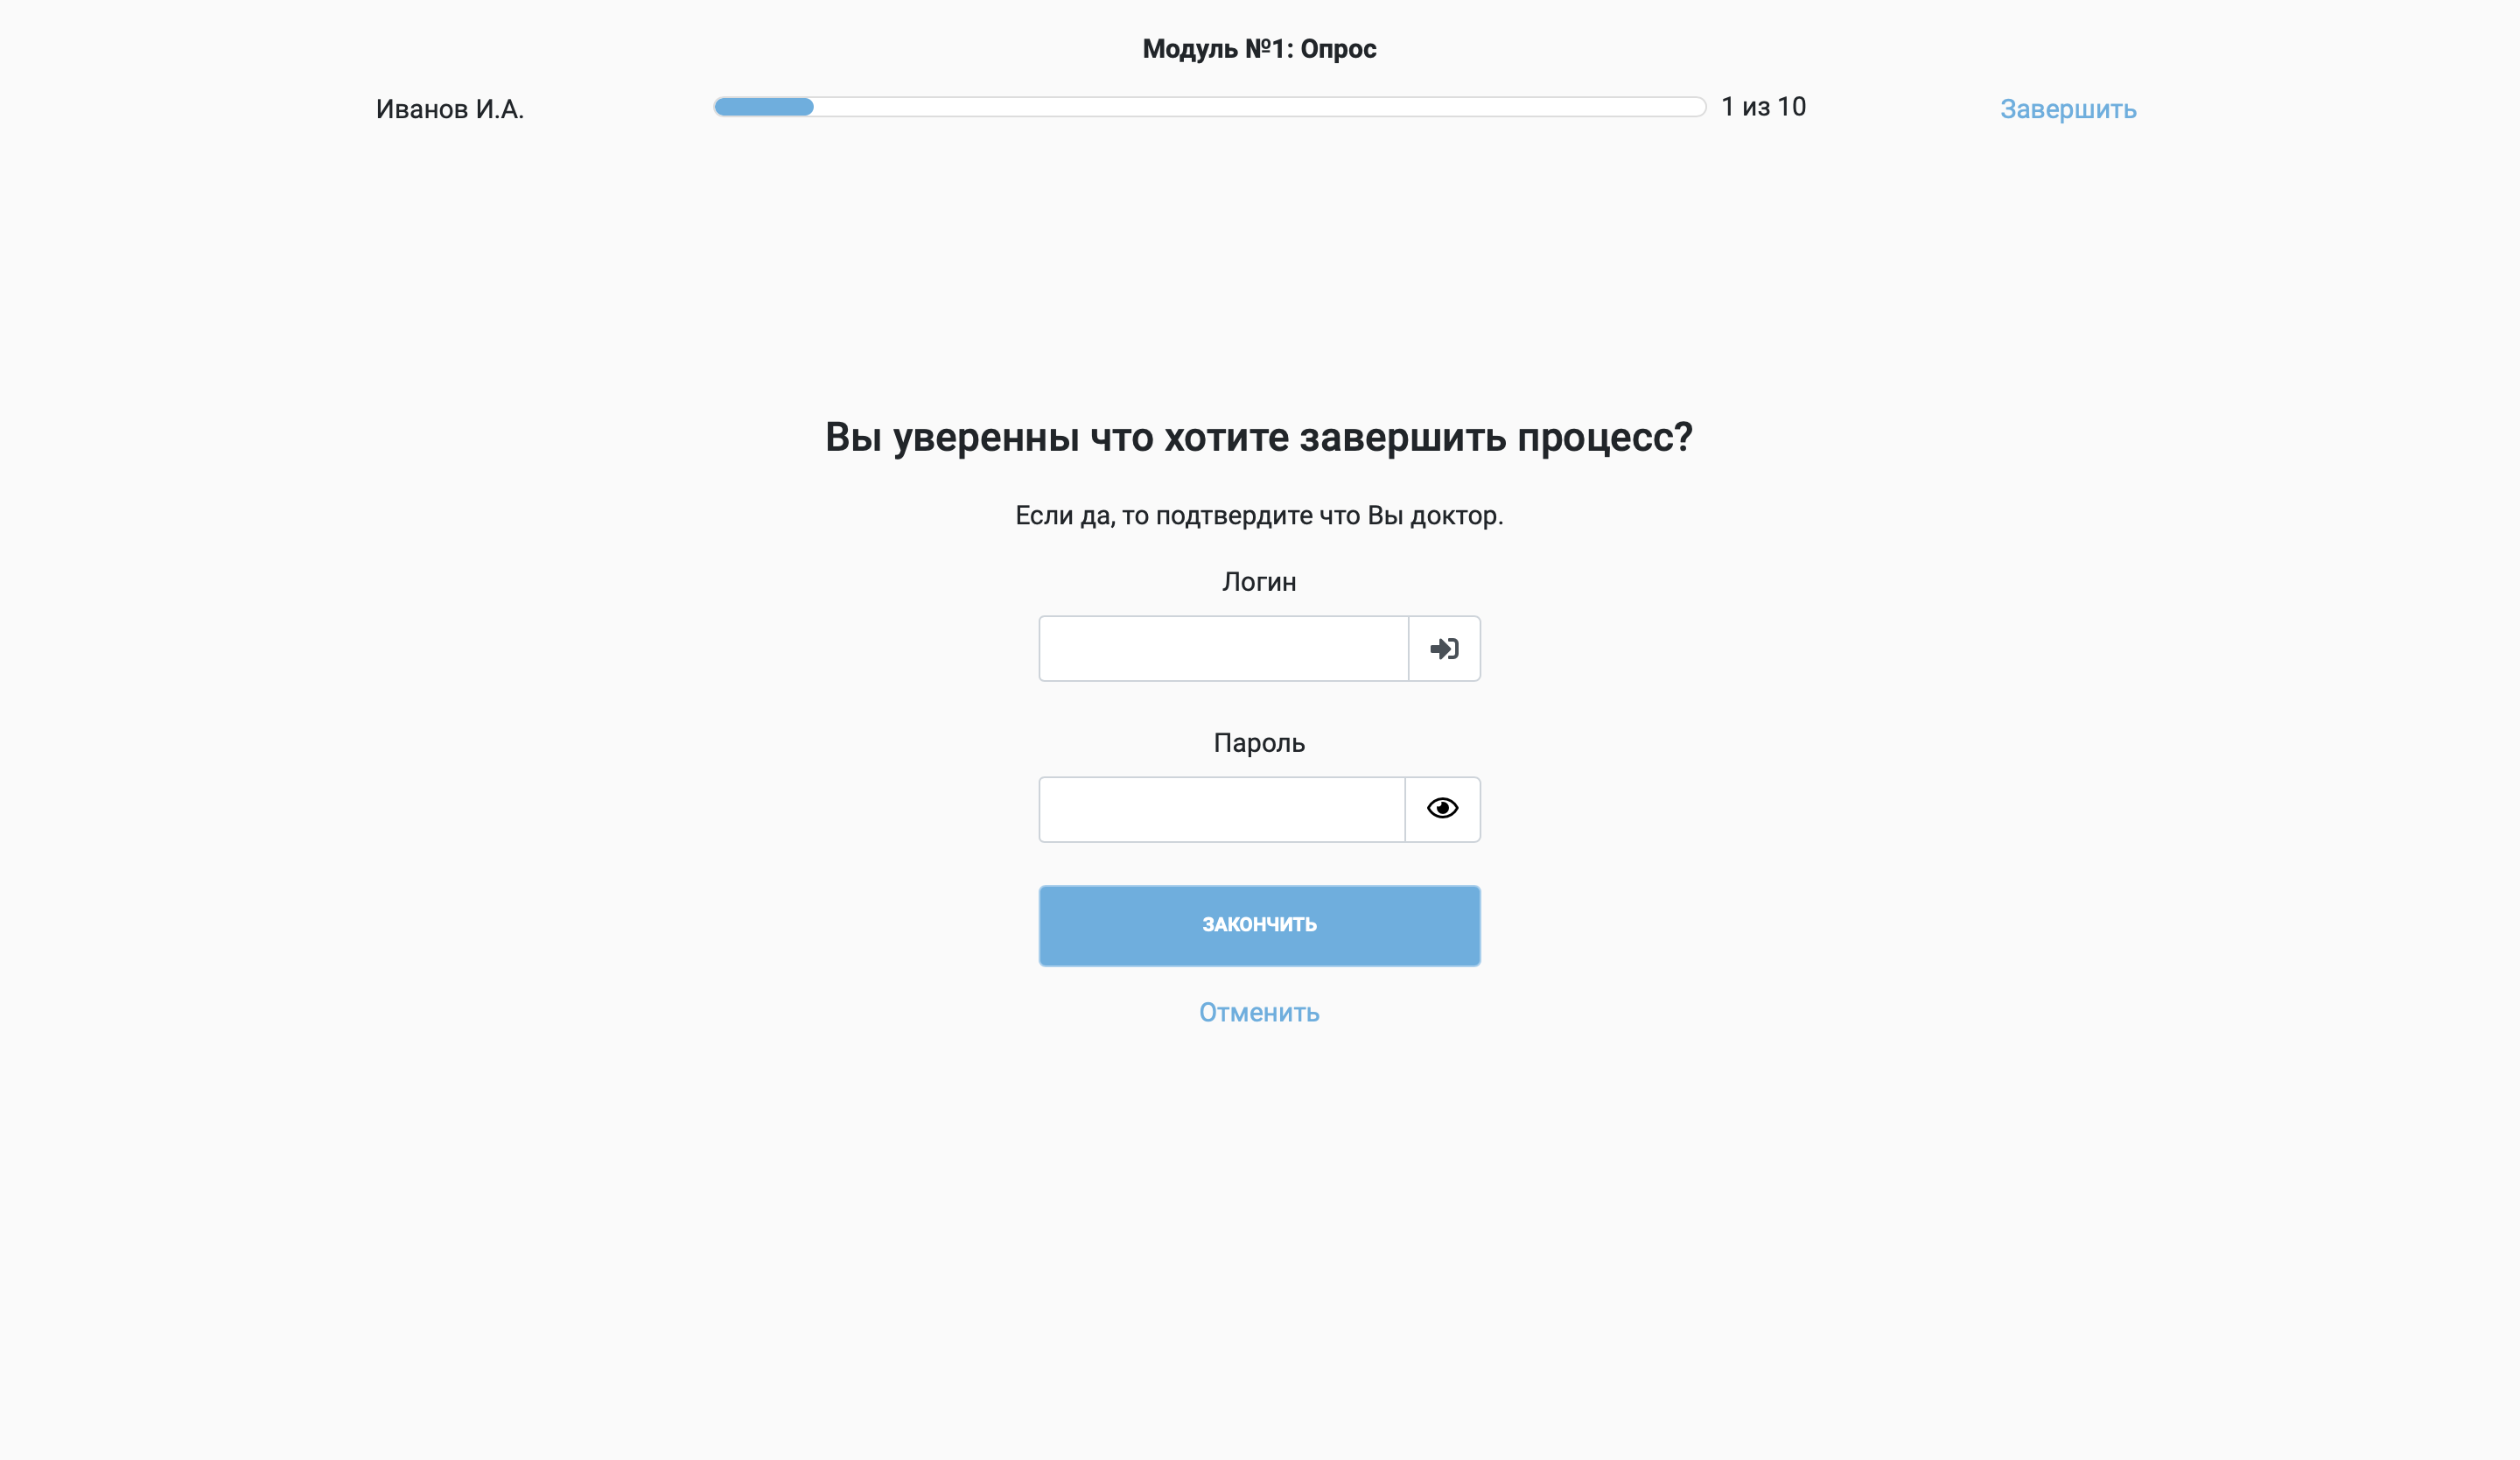 Модуль №1: Опрос
Иванов И.А.
1 из 10
Завершить
Вы уверенны что хотите завершить процесс?
Если да, то подтвердите что Вы доктор.
Логин
Пароль
ЗАКОНЧИТЬ
Отменить